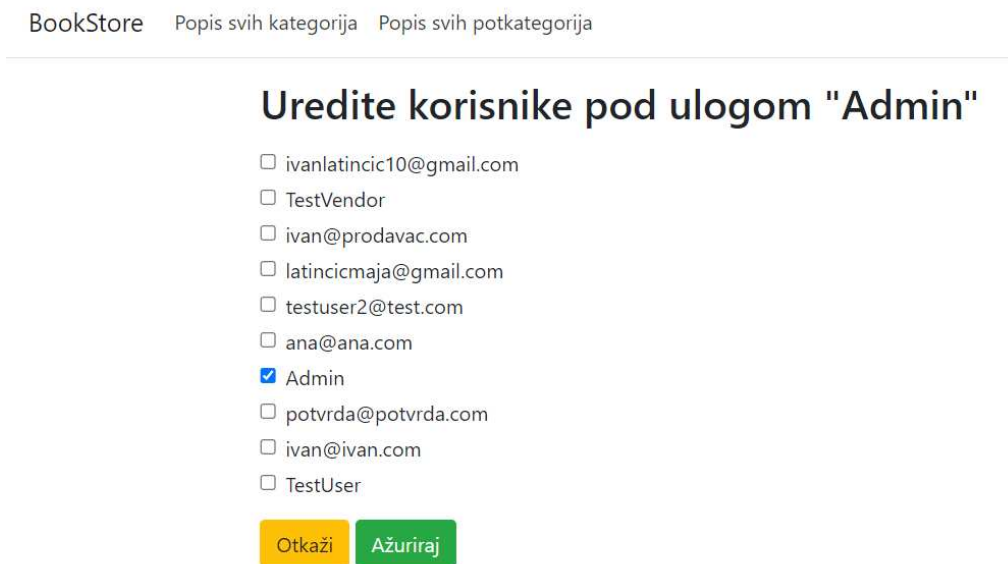 BookStore Popis svih kategorija Popis svih potkategorija
Uredite korisnike pod ulogom "Admin"
ivanlatincic10@gmail.com
TestVendor
ivan@prodavac.com
latincicmaja@gmail.com
testuser2@test.com
ana@ana.com
Admin
potvrda@potvrda.com
ivan@ivan.com
TestUser
Otkaži Ažuriraj